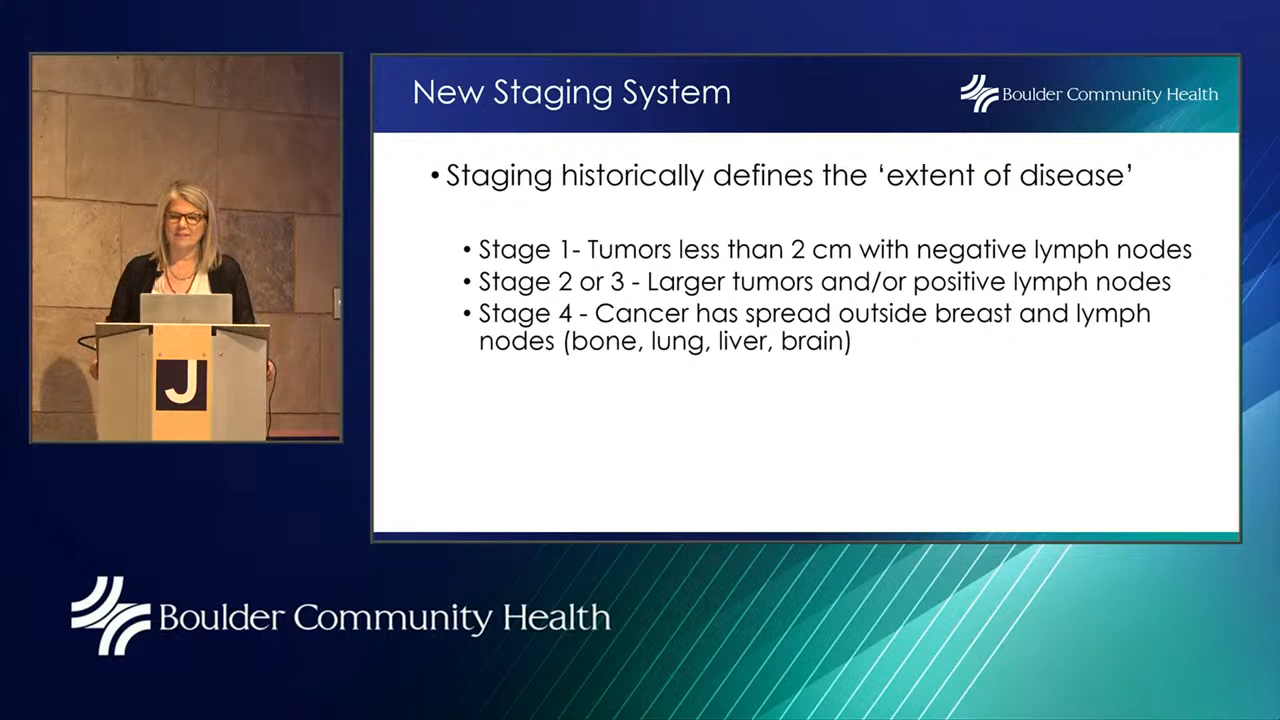 New Staging System
Boulder Community Health
• Staging historically defines the ‘extent of disease’
• Stage 1- Tumors less than 2 cm with negative lymph nodes
• Stage 2 or 3 - Larger tumors and/or positive lymph nodes
• Stage 4 - Cancer has spread outside breast and lymph
nodes (bone, lung, liver, brain)
J
Boulder Community Health